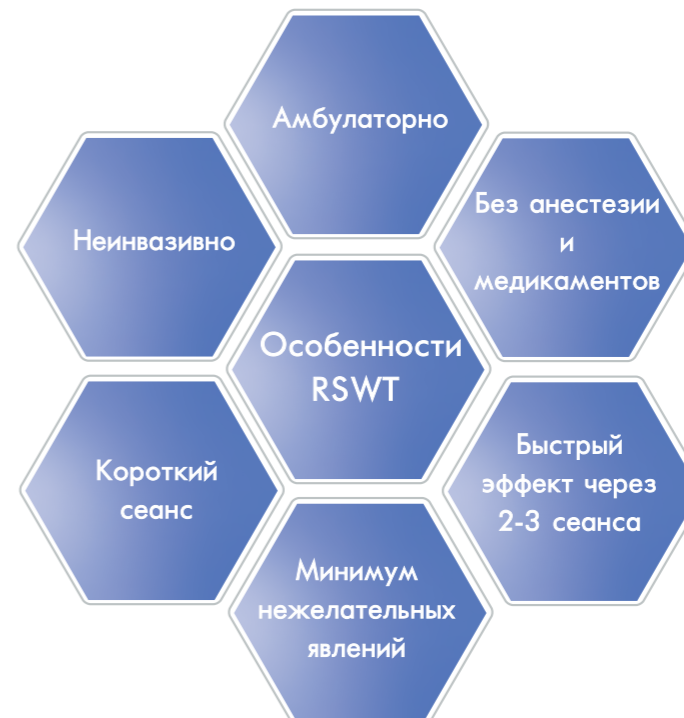 Амбулаторно
Неинвазивно
Без анестезии
и
медикаментов
Особенности
RSWT
Короткий
сеанс
Быстрый
эффект через
2-3 сеанса
Минимум
нежелательных
явлений